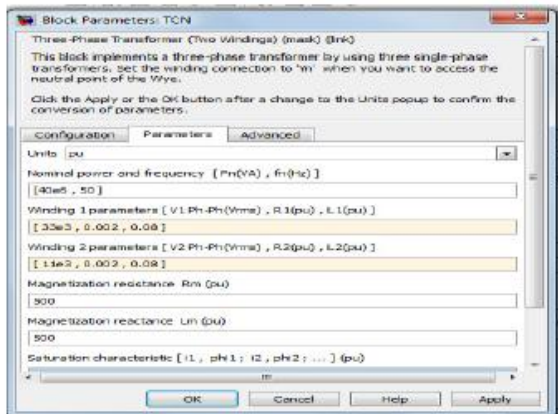 Block Parameters: TCN
Three-Phase Transformer (Two Windings) (mask) (link)
This block implements a three-phase transformer by using three single-phase
transformers. Set the winding connection to 'Yn' when you want to access the
neutral point of the Wye.
Click the Apply or the OK button after a change to the Units popup to confirm the
conversion of parameters.
Configuration Parameters Advanced
Units pu
Nominal power and frequency [ Pn(VA) , fn(Hz) ]
[40e6 , 50 ]
Winding 1 parameters [ V1 Ph-Ph(Vrms) , R1(pu) , L1(pu) ]
[ 33e3 , 0.002 , 0.08 ]
Winding 2 parameters [ V2 Ph-Ph(Vrms) , R2(pu) , L2(pu) ]
[ 11e3 , 0.002 , 0.08 ]
Magnetization resistance Rm (pu)
500
Magnetization reactance Lm (pu)
500
Saturation characteristic [ i1 , phi1 ; i2 , phi2 ; ... ] (pu)
OK Cancel Help Apply